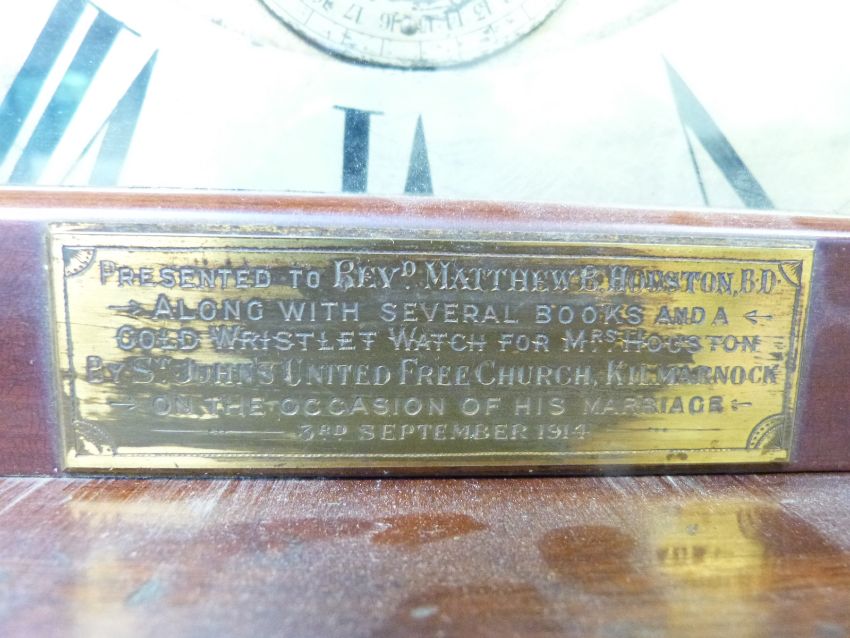 PRESENTED TO REVD. MATTHEW B. HOUSTON, B.D.
ALONG WITH SEVERAL BOOKS AND A
GOLD WRISTLET WATCH FOR MRS HOUSTON
BY ST JOHN'S UNITED FREE CHURCH, KILMARNOCK
ON THE OCCASION OF HIS MARRIAGE:
3RD SEPTEMBER 1914